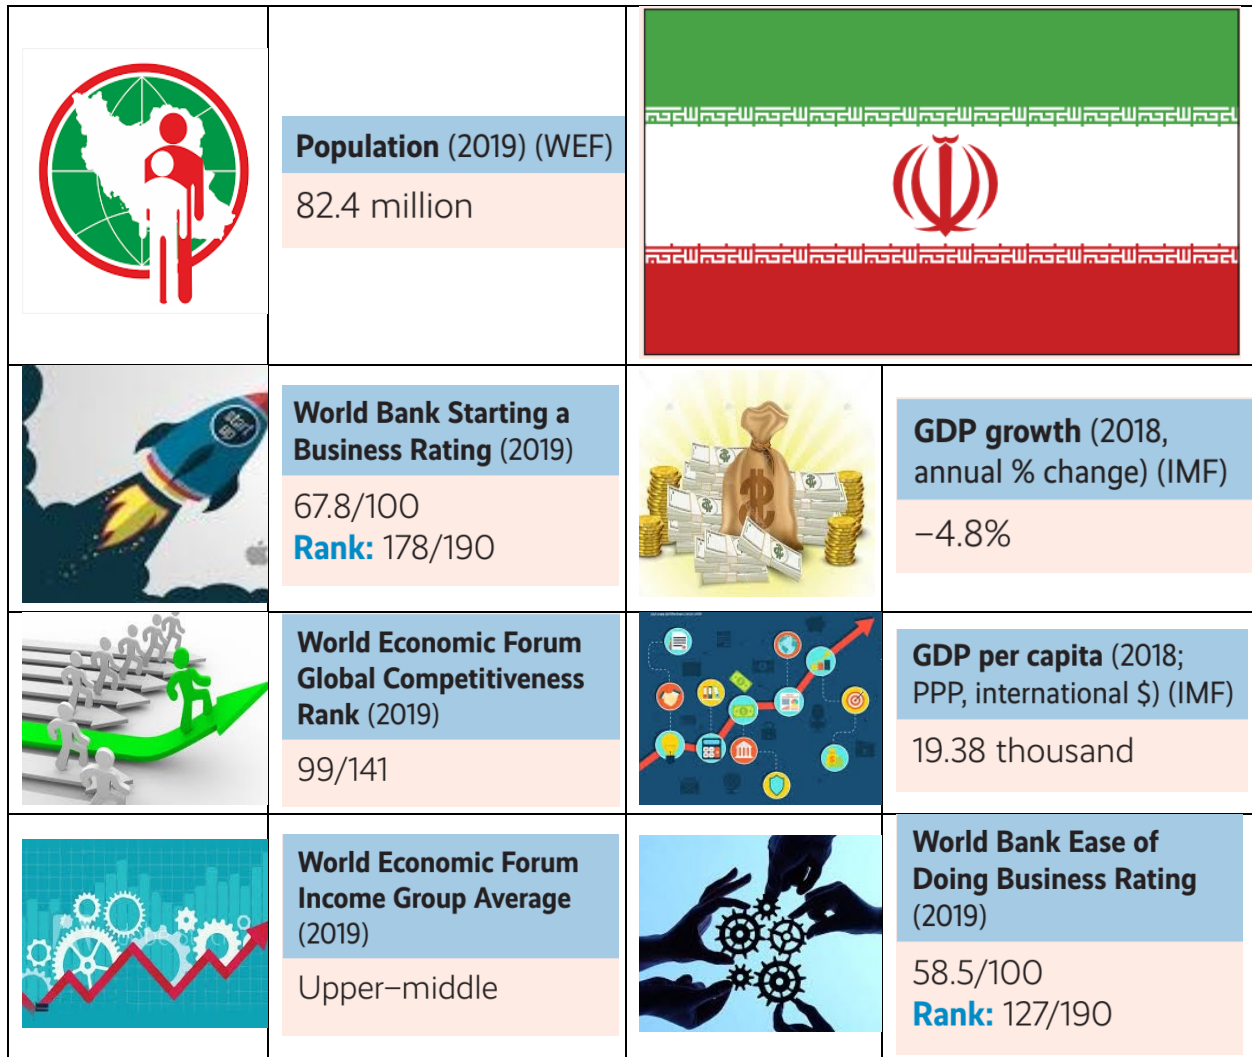 Population (2019) (WEF)
82.4 million
World Bank Starting a
Business Rating (2019)
67.8/100
Rank: 178/190
GDP growth (2018,
annual % change) (IMF)
−4.8%
World Economic Forum
Global Competitiveness
Rank (2019)
99/141
GDP per capita (2018;
PPP, international $) (IMF)
19.38 thousand
World Economic Forum
Income Group Average
(2019)
Upper−middle
World Bank Ease of
Doing Business Rating
(2019)
58.5/100
Rank: 127/190